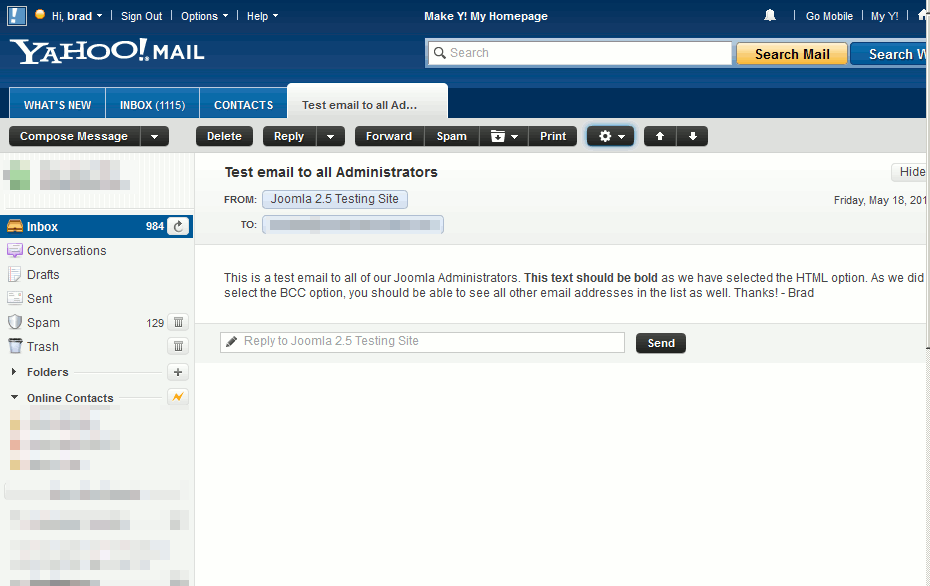 Hi, brad Sign Out Options Help Make Y! My Homepage Go Mobile My Y!
YAHOO! MAIL
Search Search Mail Search W
WHAT'S NEW INBOX (1115) CONTACTS Test email to all Ad...
Compose Message Delete Reply Forward Spam Print
Test email to all Administrators
Hide
FROM: Joomla 2.5 Testing Site
Friday, May 18, 201
TO:
Inbox 984
Conversations
Drafts
Sent
Spam 129
Trash
Folders
Online Contacts
This is a test email to all of our Joomla Administrators. This text should be bold as we have selected the HTML option. As we did
select the BCC option, you should be able to see all other email addresses in the list as well. Thanks! - Brad
Reply to Joomla 2.5 Testing Site Send